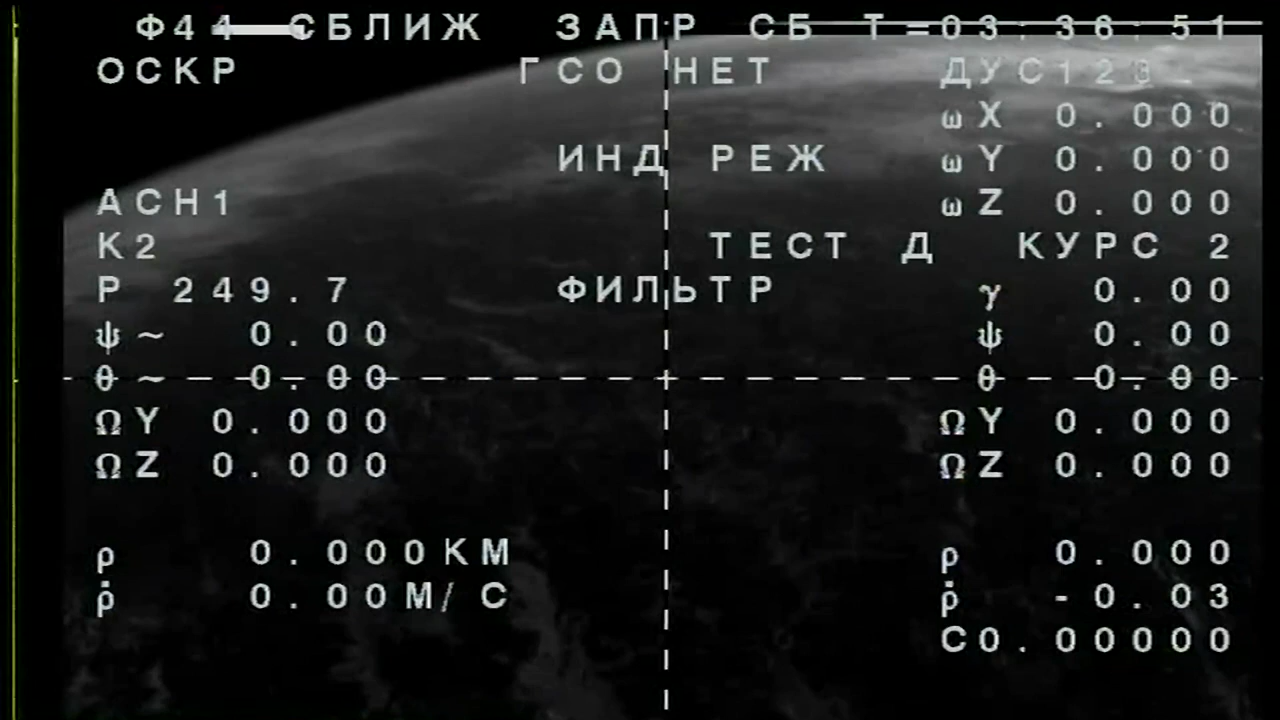 Ф44 СБЛИЖ ЗАПР СБ Т=03:36:51
ОСКР ГСО НЕТ ДУС123
ωX 0.000
ИНД РЕЖ ωY 0.000
АСН1 ωZ 0.000
К2 ТЕСТ Д КУРС 2
Р 249.7 ФИЛЬТР γ 0.00
ψ~ 0.00 ψ 0.00
θ~ 0.00 θ 0.00
ΩY 0.000 ΩY 0.000
ΩZ 0.000 ΩZ 0.000
ρ 0.000КМ ρ 0.000
ρ̇ 0.00М/С ρ̇ -0.03
С0.00000